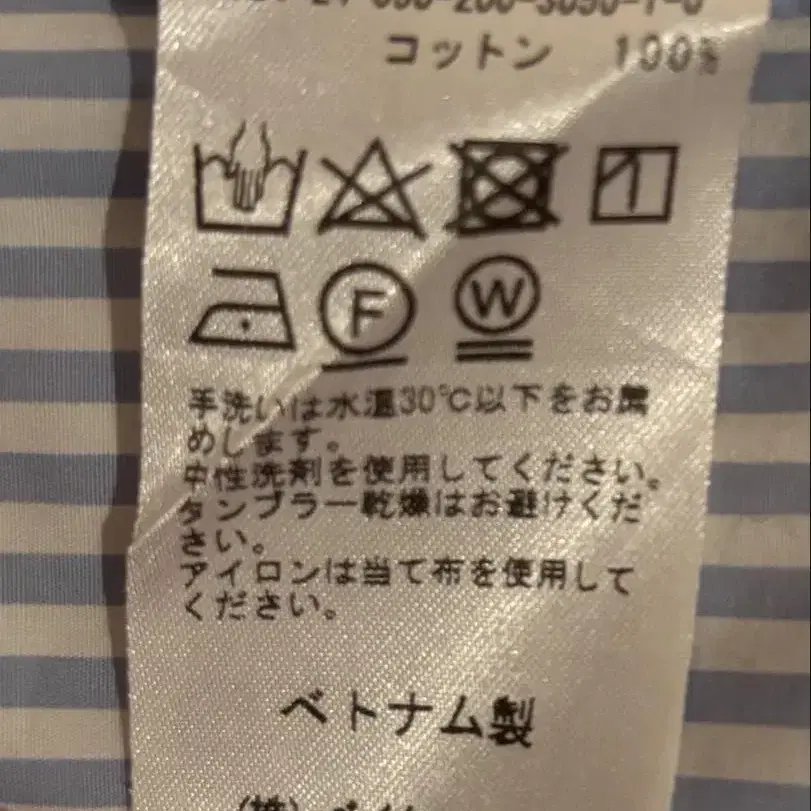 コットン 100%
F W
手洗いは水温30℃以下をお薦
めします。
中性洗剤を使用してください。
タンブラー乾燥はお避けくだ
さい。
アイロンは当て布を使用して
ください。
ベトナム製